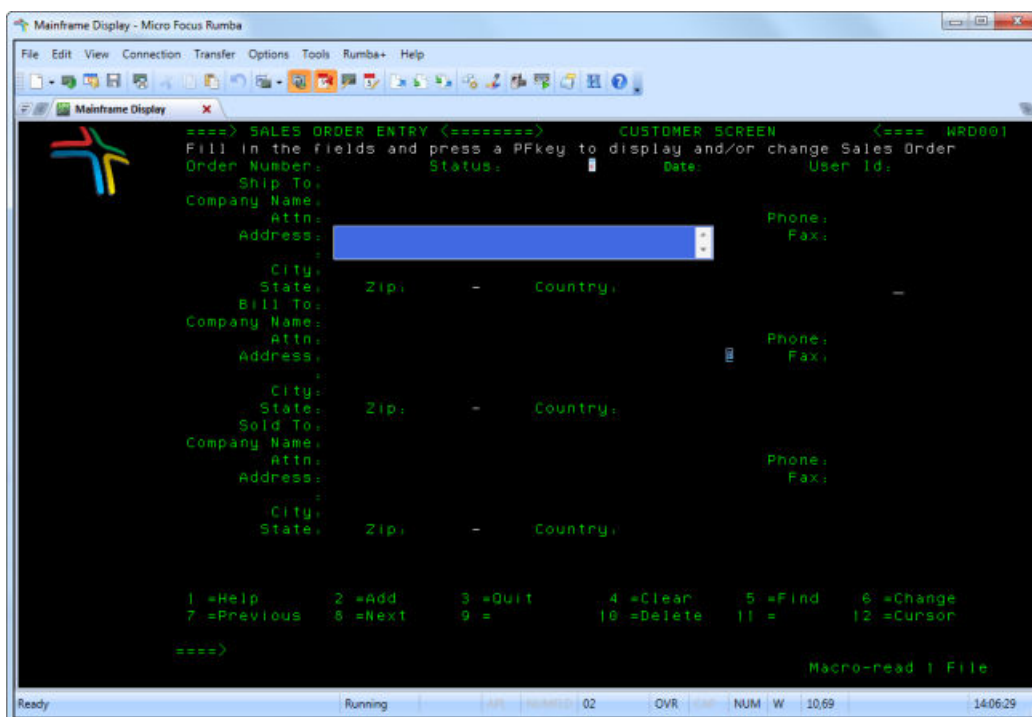 Mainframe Display - Micro Focus Rumba
File Edit View Connection Transfer Options Tools Rumba+ Help
Mainframe Display
====> SALES ORDER ENTRY <========> CUSTOMER SCREEN <==== WRD001
Fill in the fields and press a PFkey to display and/or change Sales Order
Order Number: Status: Date: User Id:
Ship To:
Company Name:
Attn: Phone:
Address: Fax:
:
City:
State: Zip: - Country:
Bill To:
Company Name:
Attn: Phone:
Address: Fax:
:
City:
State: Zip: - Country:
Sold To:
Company Name:
Attn: Phone:
Address: Fax:
:
City:
State: Zip: - Country:
1 =Help 2 =Add 3 =Quit 4 =Clear 5 =Find 6 =Change
7 =Previous 8 =Next 9 = 10 =Delete 11 = 12 =Cursor
====>
Macro-read 1 File
Ready Running APL 02 OVR CAP NUM W 10,69 14:06:29